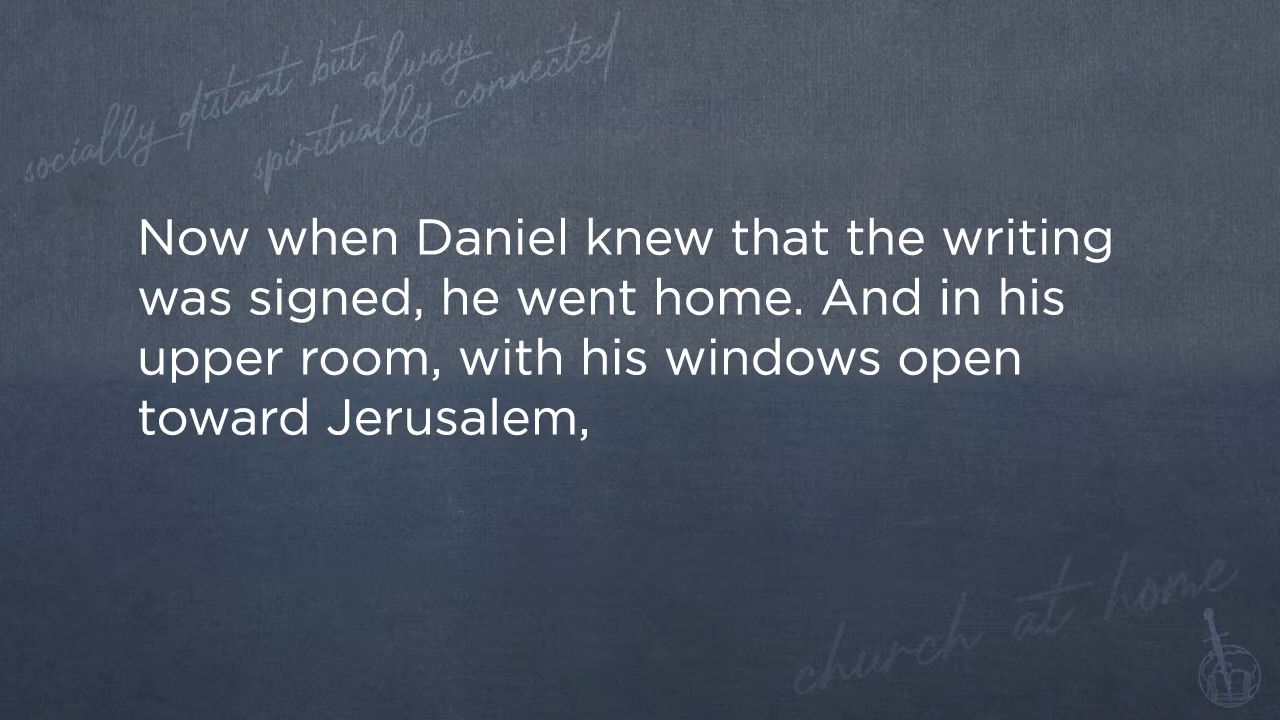 socially distant but always
spiritually connected
Now when Daniel knew that the writing
was signed, he went home. And in his
upper room, with his windows open
toward Jerusalem,
church at home